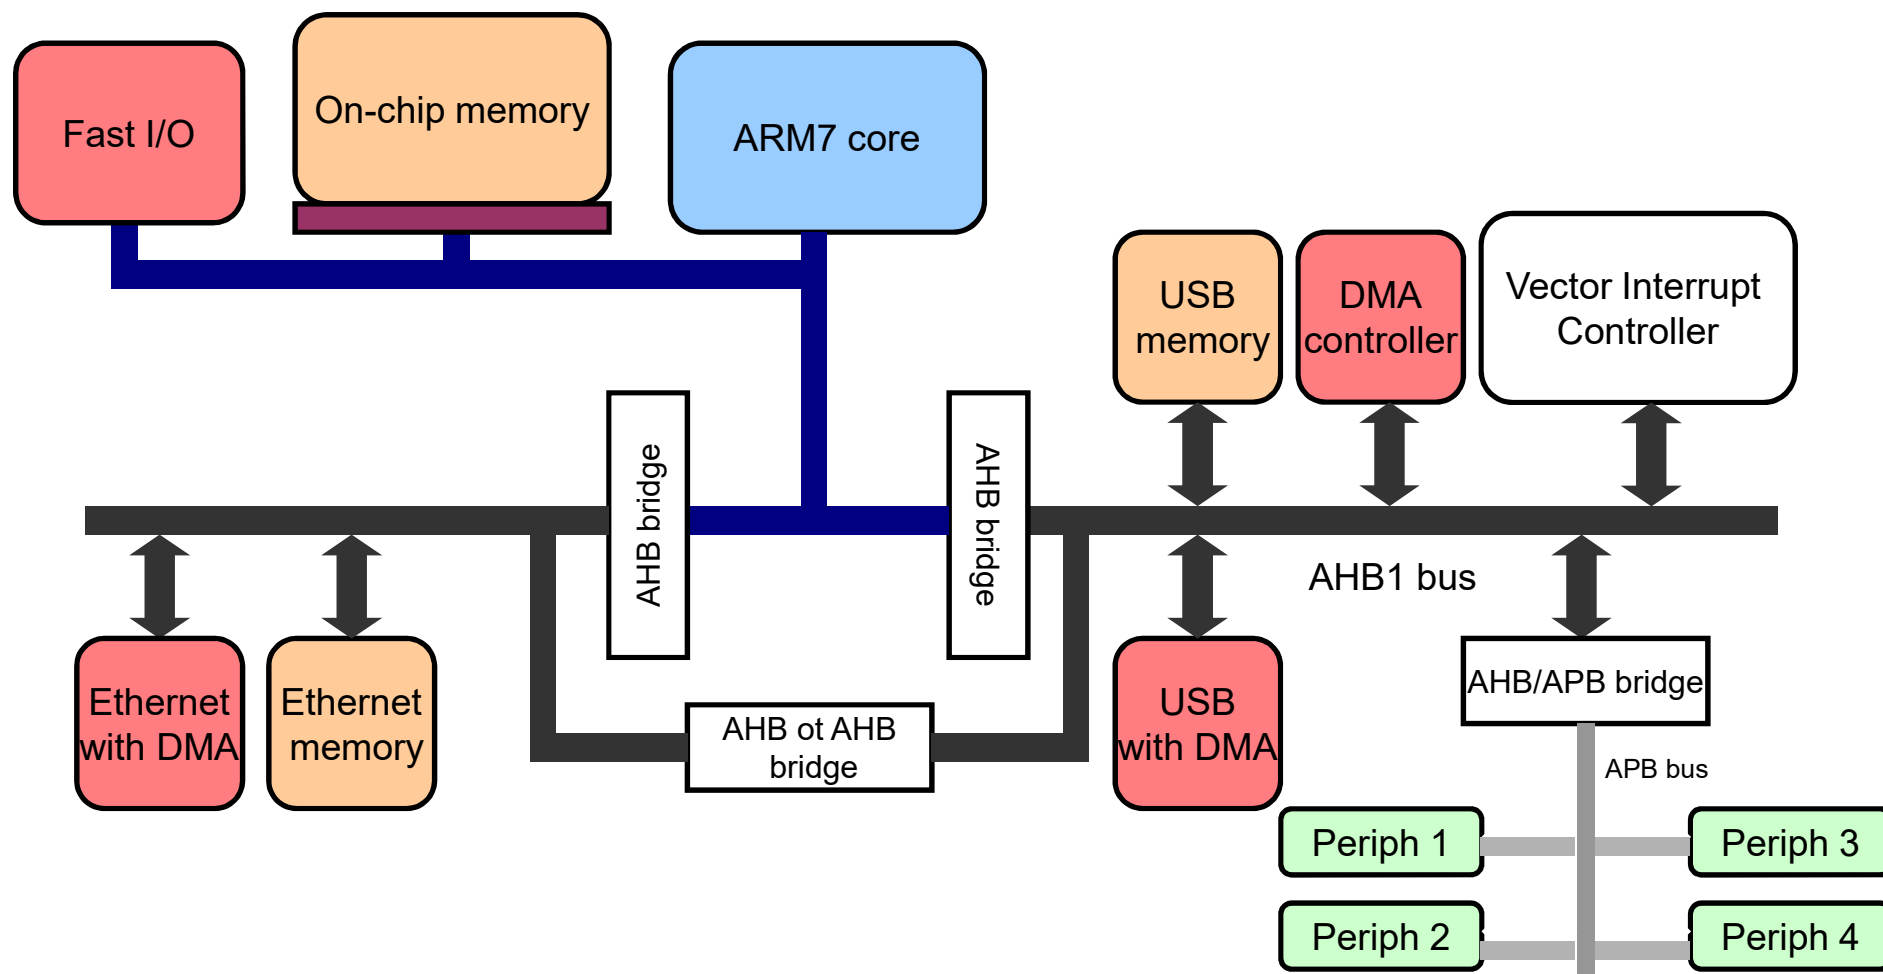 Fast I/O
On-chip memory
ARM7 core
USB
memory
DMA
controller
Vector Interrupt
Controller
AHB bridge
AHB bridge
AHB1 bus
Ethernet
with DMA
Ethernet
memory
AHB ot AHB
bridge
USB
with DMA
AHB/APB bridge
APB bus
Periph 1
Periph 3
Periph 2
Periph 4